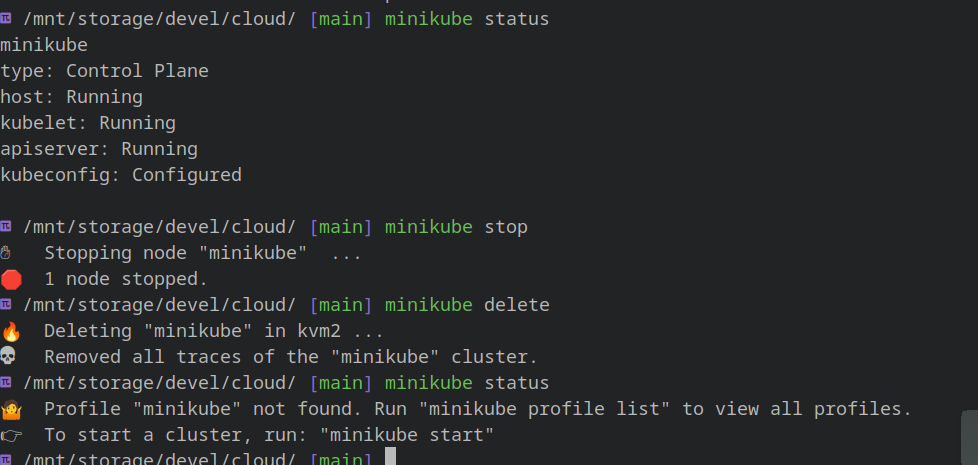 /mnt/storage/devel/cloud/ [main] minikube status
minikube
type: Control Plane
host: Running
kubelet: Running
apiserver: Running
kubeconfig: Configured
/mnt/storage/devel/cloud/ [main] minikube stop
✋ Stopping node "minikube" ...
🛑 1 node stopped.
/mnt/storage/devel/cloud/ [main] minikube delete
🔥 Deleting "minikube" in kvm2 ...
💀 Removed all traces of the "minikube" cluster.
/mnt/storage/devel/cloud/ [main] minikube status
🤷 Profile "minikube" not found. Run "minikube profile list" to view all profiles.
👉 To start a cluster, run: "minikube start"
/mnt/storage/devel/cloud/ [main]